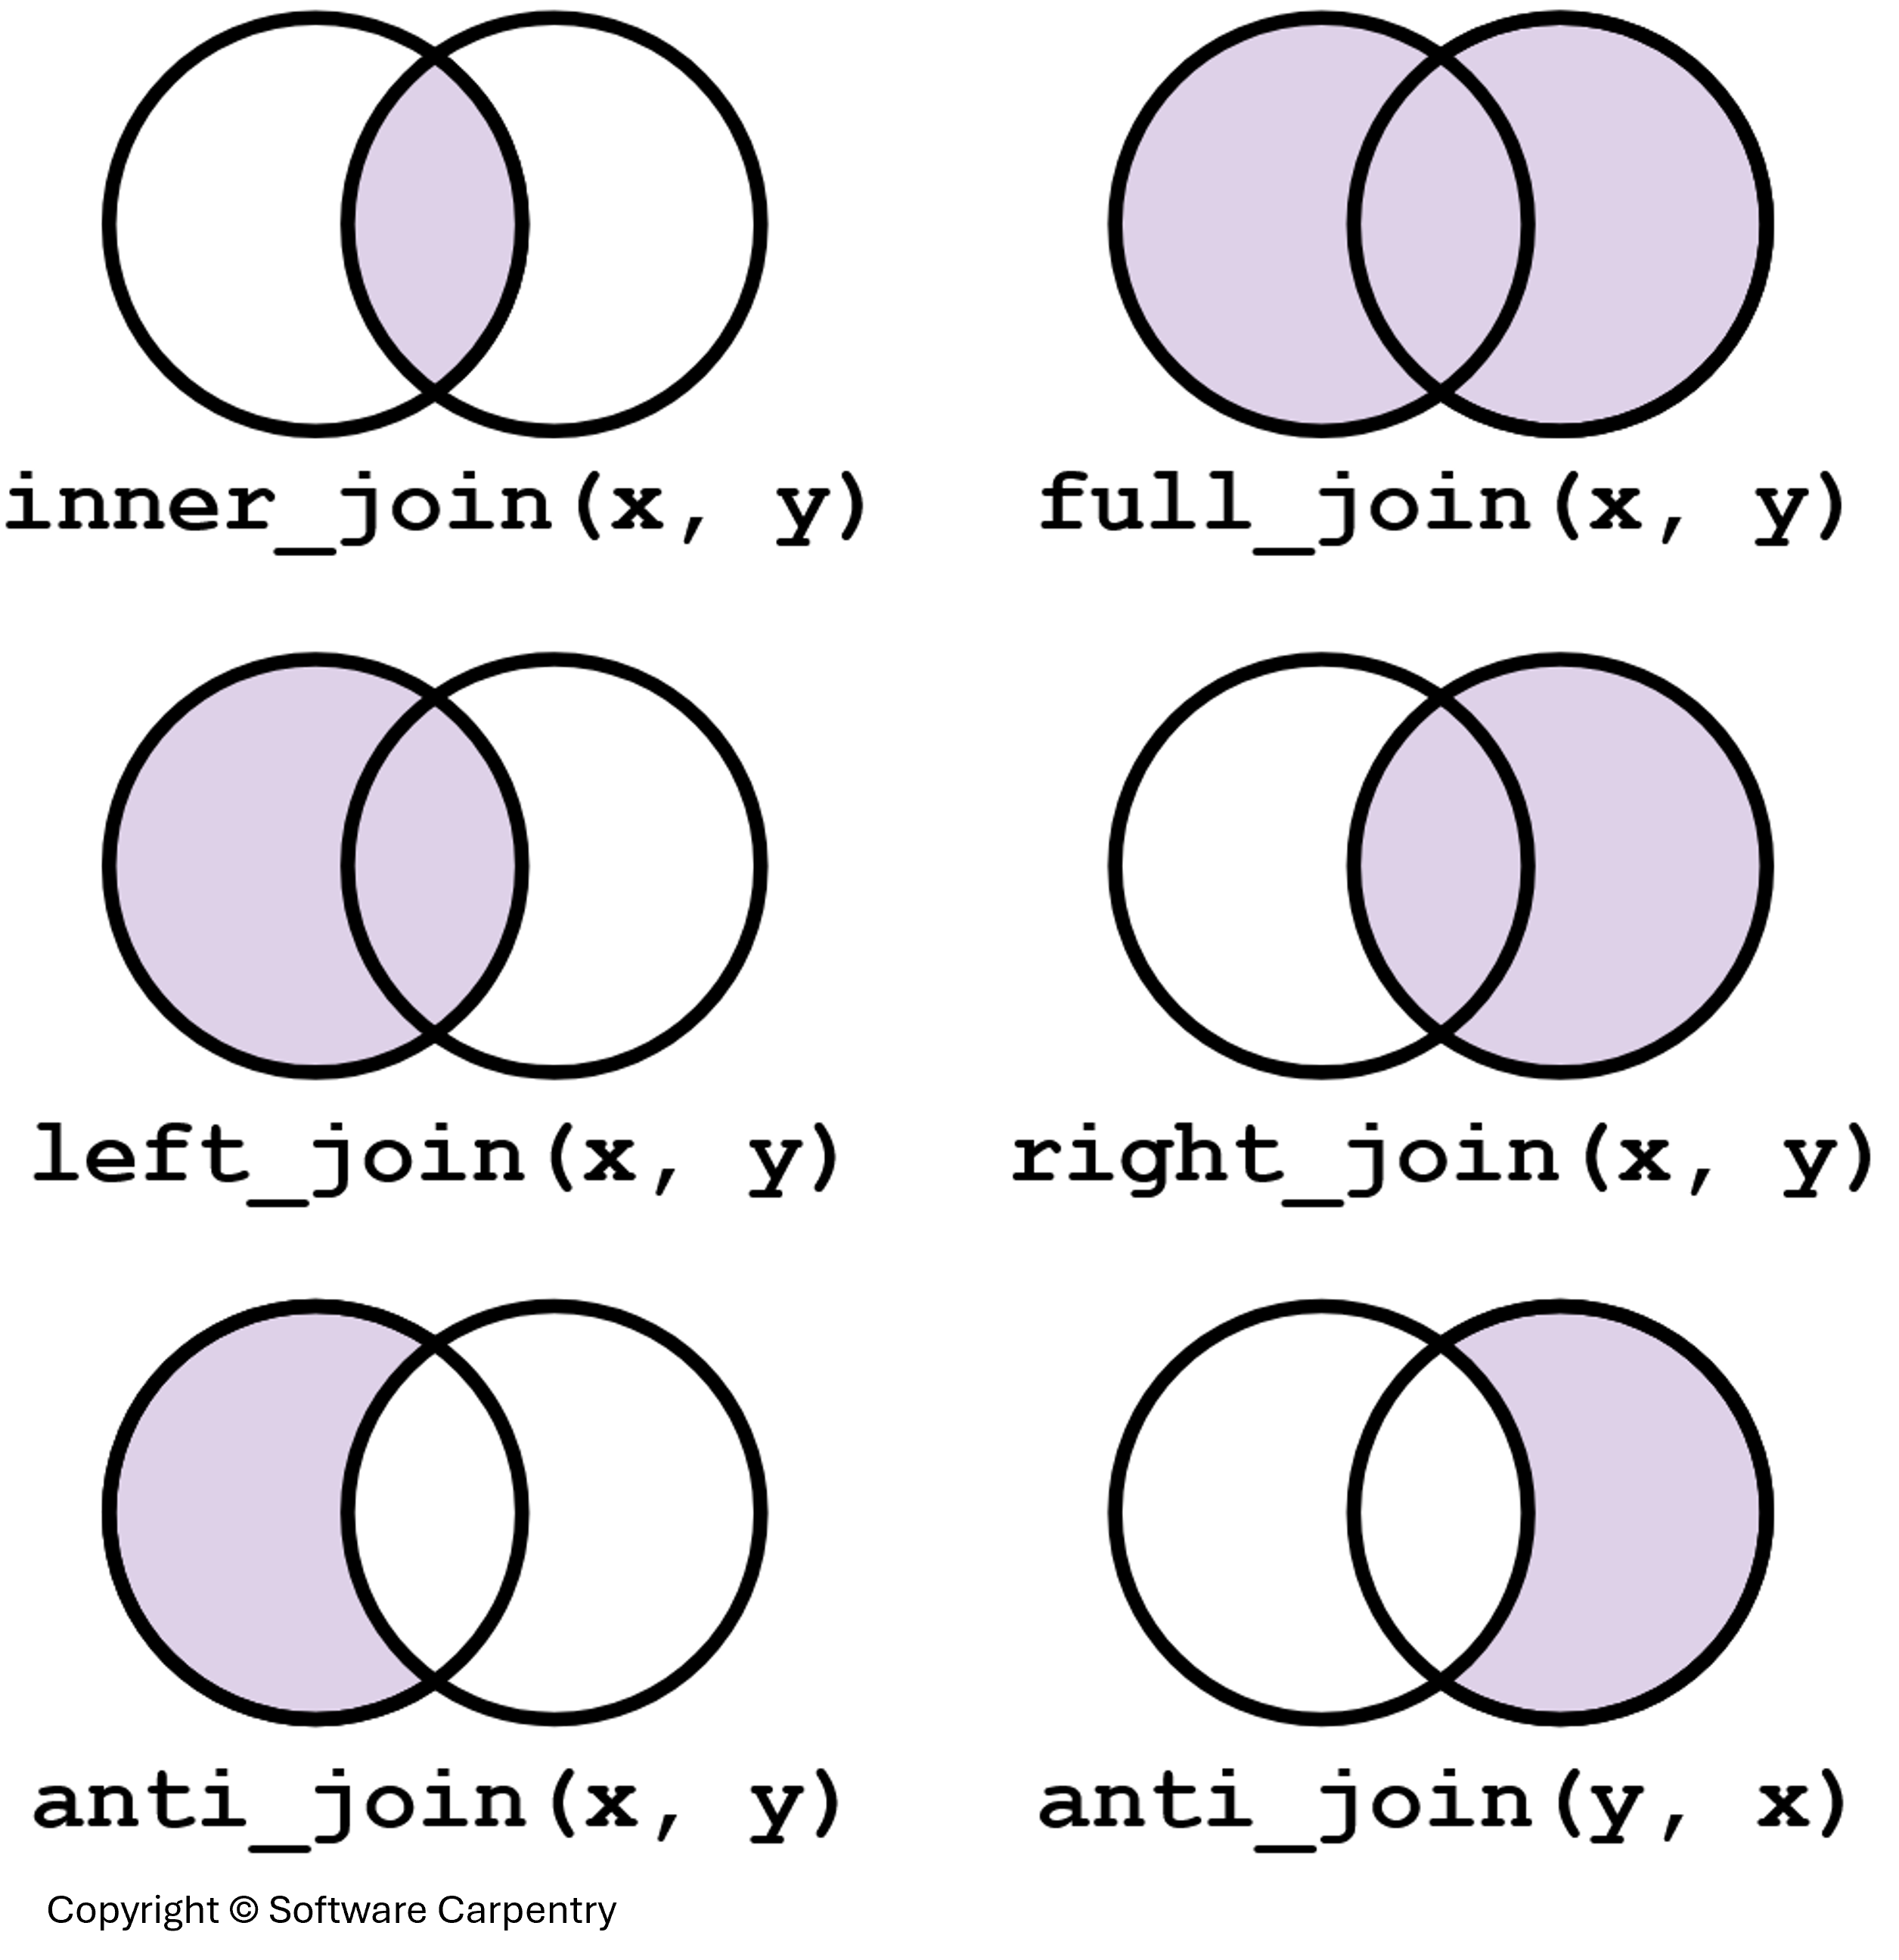 inner_join(x, y)
full_join(x, y)
left_join(x, y)
right_join(x, y)
anti_join(x, y)
anti_join(y, x)
Copyright © Software Carpentry